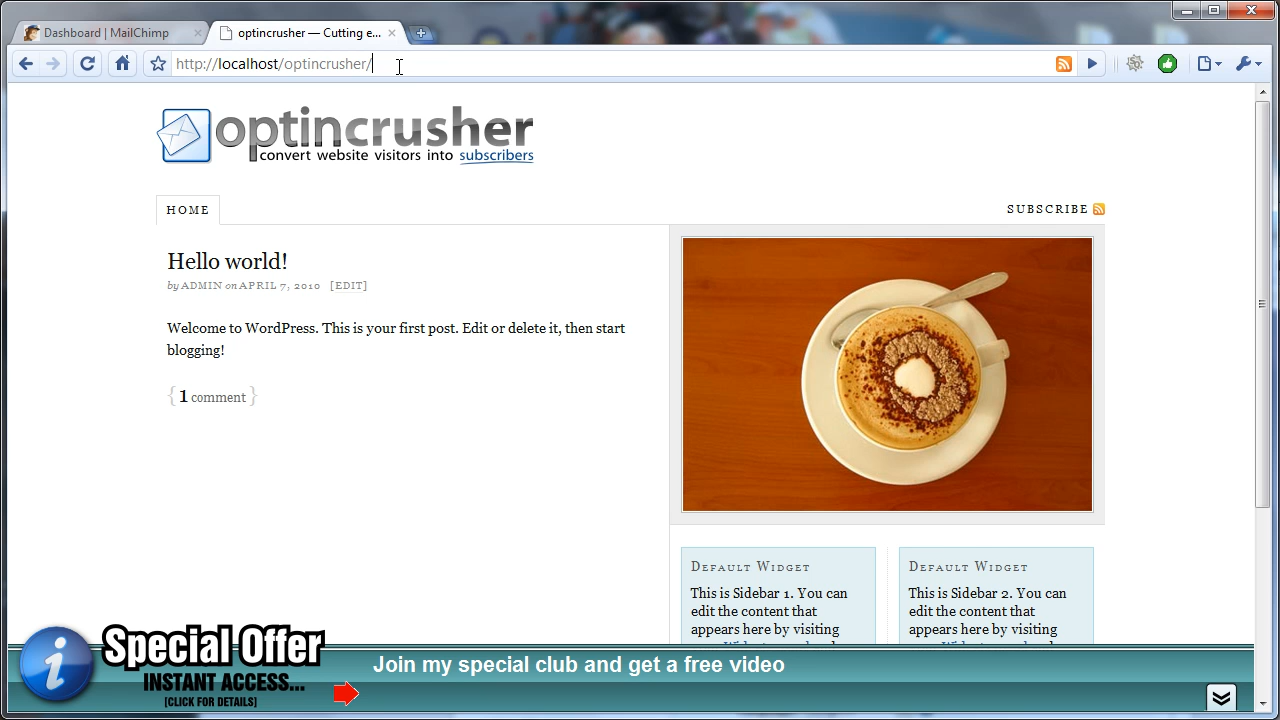 Dashboard | MailChimp
optincrusher — Cutting e...
http://localhost/optincrusher/
optincrusher
convert website visitors into subscribers
HOME
SUBSCRIBE
Hello world!
by ADMIN on APRIL 7, 2010 [EDIT]
Welcome to WordPress. This is your first post. Edit or delete it, then start
blogging!
{ 1 comment }
DEFAULT WIDGET
This is Sidebar 1. You can
edit the content that
appears here by visiting
DEFAULT WIDGET
This is Sidebar 2. You can
edit the content that
appears here by visiting
Special Offer
INSTANT ACCESS...
[CLICK FOR DETAILS]
Join my special club and get a free video